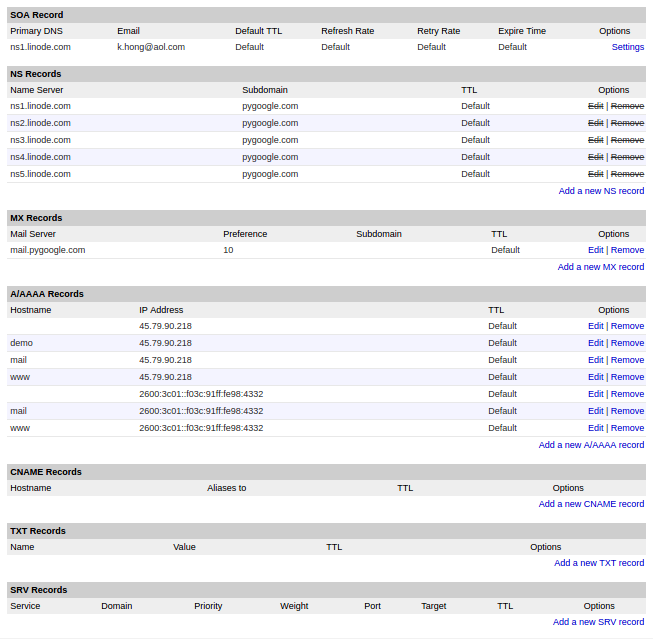 SOA Record
Primary DNS Email Default TTL Refresh Rate Retry Rate Expire Time Options
ns1.linode.com k.hong@aol.com Default Default Default Default Settings
NS Records
Name Server Subdomain TTL Options
ns1.linode.com pygoogle.com Default Edit | Remove
ns2.linode.com pygoogle.com Default Edit | Remove
ns3.linode.com pygoogle.com Default Edit | Remove
ns4.linode.com pygoogle.com Default Edit | Remove
ns5.linode.com pygoogle.com Default Edit | Remove
Add a new NS record
MX Records
Mail Server Preference Subdomain TTL Options
mail.pygoogle.com 10 Default Edit | Remove
Add a new MX record
A/AAAA Records
Hostname IP Address TTL Options
45.79.90.218 Default Edit | Remove
demo 45.79.90.218 Default Edit | Remove
mail 45.79.90.218 Default Edit | Remove
www 45.79.90.218 Default Edit | Remove
2600:3c01::f03c:91ff:fe98:4332 Default Edit | Remove
mail 2600:3c01::f03c:91ff:fe98:4332 Default Edit | Remove
www 2600:3c01::f03c:91ff:fe98:4332 Default Edit | Remove
Add a new A/AAAA record
CNAME Records
Hostname Aliases to TTL Options
Add a new CNAME record
TXT Records
Name Value TTL Options
Add a new TXT record
SRV Records
Service Domain Priority Weight Port Target TTL Options
Add a new SRV record